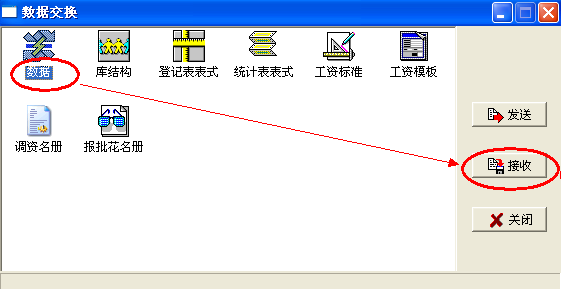 数据交换
数据 库结构 登记表表式 统计表表式 工资标准 工资模板
调资名册 报批花名册
发送
接收
关闭